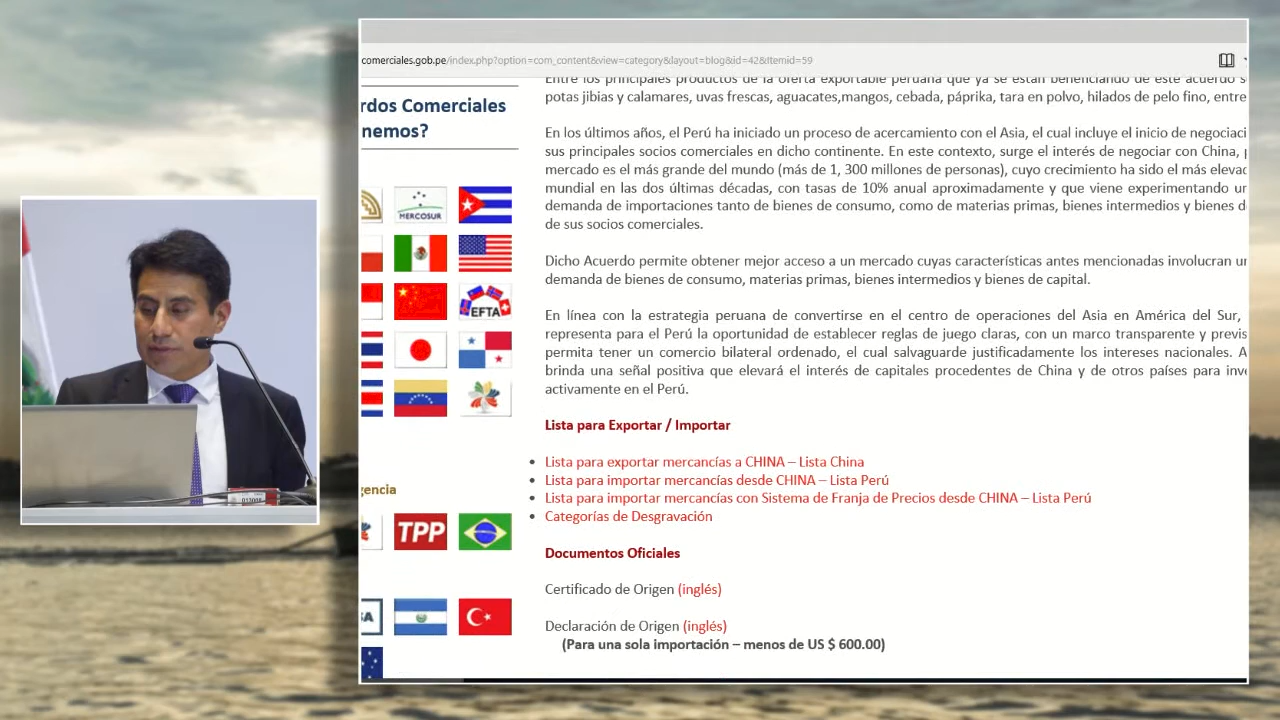 comerciales.gob.pe/index.php?option=com_content&view=category&layout=blog&id=42&Itemid=59
rdos Comerciales
nemos?
MERCOSUR
EFTA
gencia
TPP
Entre los principales productos de la oferta exportable peruana que ya se están beneficiando de este acuerdo
potas jibias y calamares, uvas frescas, aguacates,mangos, cebada, páprika, tara en polvo, hilados de pelo fino, entre
En los últimos años, el Perú ha iniciado un proceso de acercamiento con el Asia, el cual incluye el inicio de negociaci
sus principales socios comerciales en dicho continente. En este contexto, surge el interés de negociar con China,
mercado es el más grande del mundo (más de 1, 300 millones de personas), cuyo crecimiento ha sido el más elevac
mundial en las dos últimas décadas, con tasas de 10% anual aproximadamente y que viene experimentando un
demanda de importaciones tanto de bienes de consumo, como de materias primas, bienes intermedios y bienes d
de sus socios comerciales.
Dicho Acuerdo permite obtener mejor acceso a un mercado cuyas características antes mencionadas involucran un
demanda de bienes de consumo, materias primas, bienes intermedios y bienes de capital.
En línea con la estrategia peruana de convertirse en el centro de operaciones del Asia en América del Sur,
representa para el Perú la oportunidad de establecer reglas de juego claras, con un marco transparente y previs
permita tener un comercio bilateral ordenado, el cual salvaguarde justificadamente los intereses nacionales. A
brinda una señal positiva que elevará el interés de capitales procedentes de China y de otros países para inve
activamente en el Perú.
Lista para Exportar / Importar
• Lista para exportar mercancías a CHINA – Lista China
• Lista para importar mercancías desde CHINA – Lista Perú
• Lista para importar mercancías con Sistema de Franja de Precios desde CHINA – Lista Perú
• Categorías de Desgravación
Documentos Oficiales
Certificado de Origen (inglés)
Declaración de Origen (inglés)
(Para una sola importación – menos de US $ 600.00)